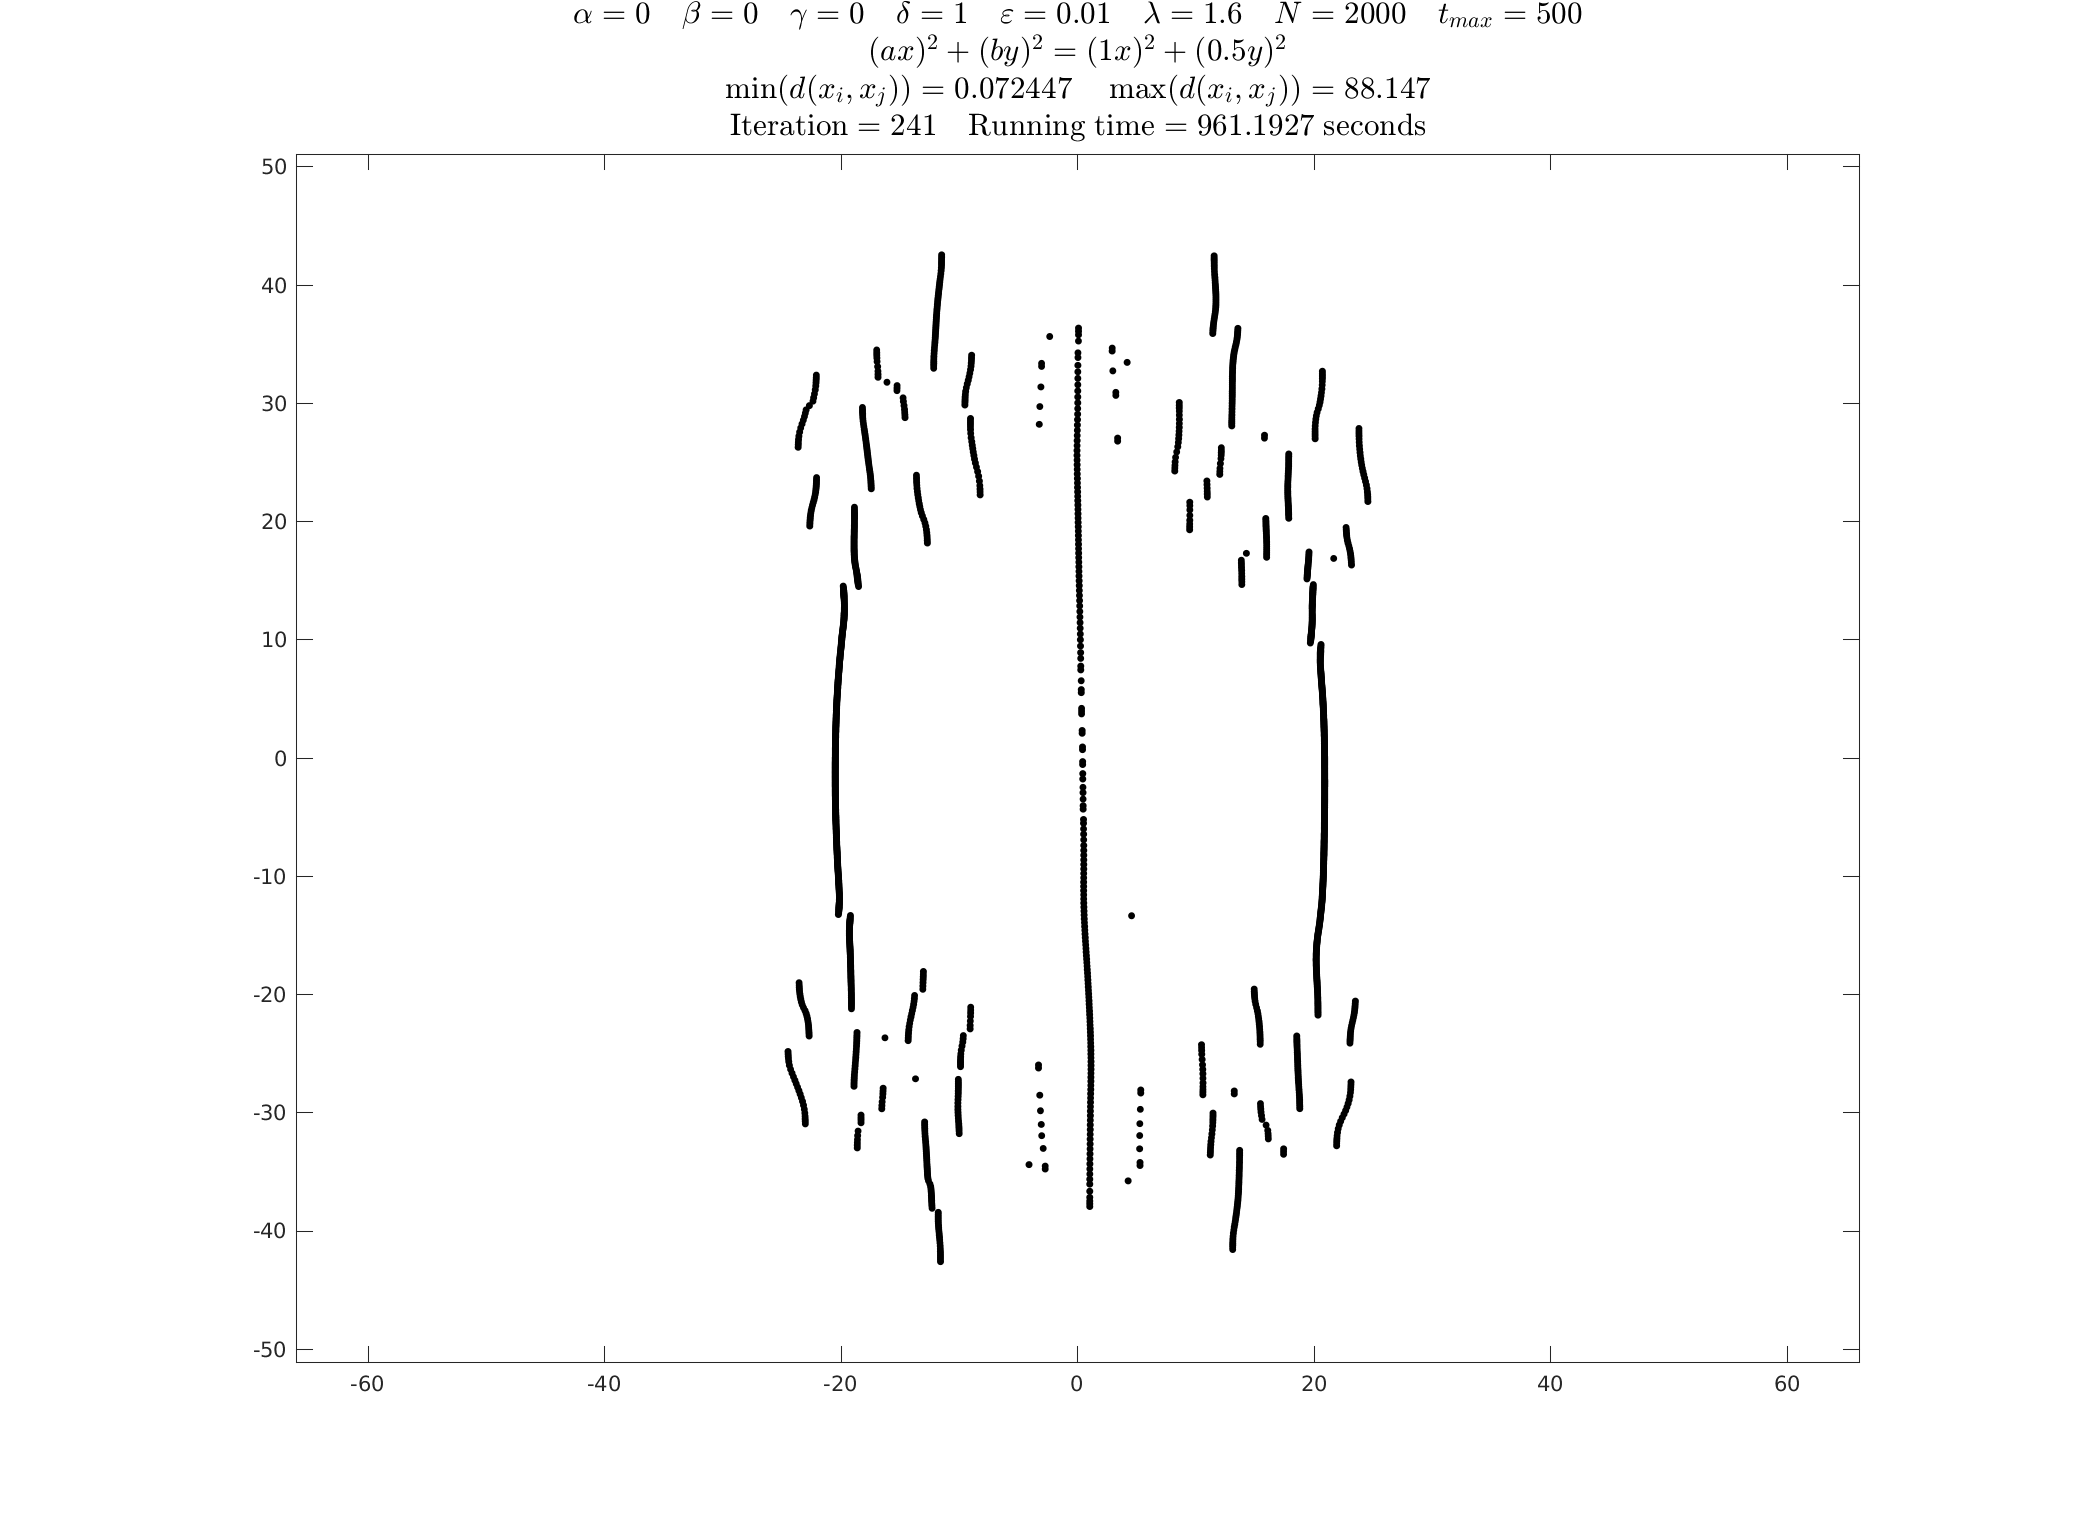 α = 0 β = 0 γ = 0 δ = 1 ε = 0.01 λ = 1.6 N = 2000 t_{max} = 500
(ax)² + (by)² = (1x)² + (0.5y)²
min(d(x_i, x_j)) = 0.072447 max(d(x_i, x_j)) = 88.147
Iteration = 241 Running time = 961.1927 seconds
50
40
30
20
10
0
-10
-20
-30
-40
-50
-60 -40 -20 0 20 40 60